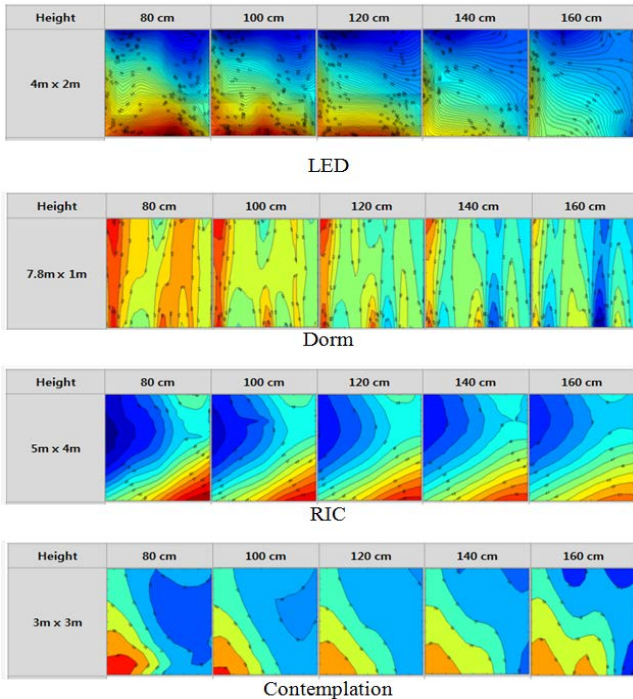 Height 80 cm 100 cm 120 cm 140 cm 160 cm
4m x 2m
LED
Height 80 cm 100 cm 120 cm 140 cm 160 cm
7.8m x 1m
Dorm
Height 80 cm 100 cm 120 cm 140 cm 160 cm
5m x 4m
RIC
Height 80 cm 100 cm 120 cm 140 cm 160 cm
3m x 3m
Contemplation